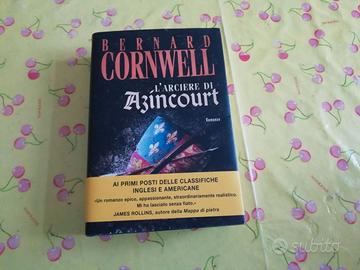 BERNARD
CORNWELL
L'ARCIERE DI
Azincourt
Romanzo
AI PRIMI POSTI DELLE CLASSIFICHE
INGLESI E AMERICANE
«Un romanzo epico, appassionante, straordinariamente realistico.
Mi ha lasciato senza fiato.»
JAMES ROLLINS, autore della Mappa di pietra
subito